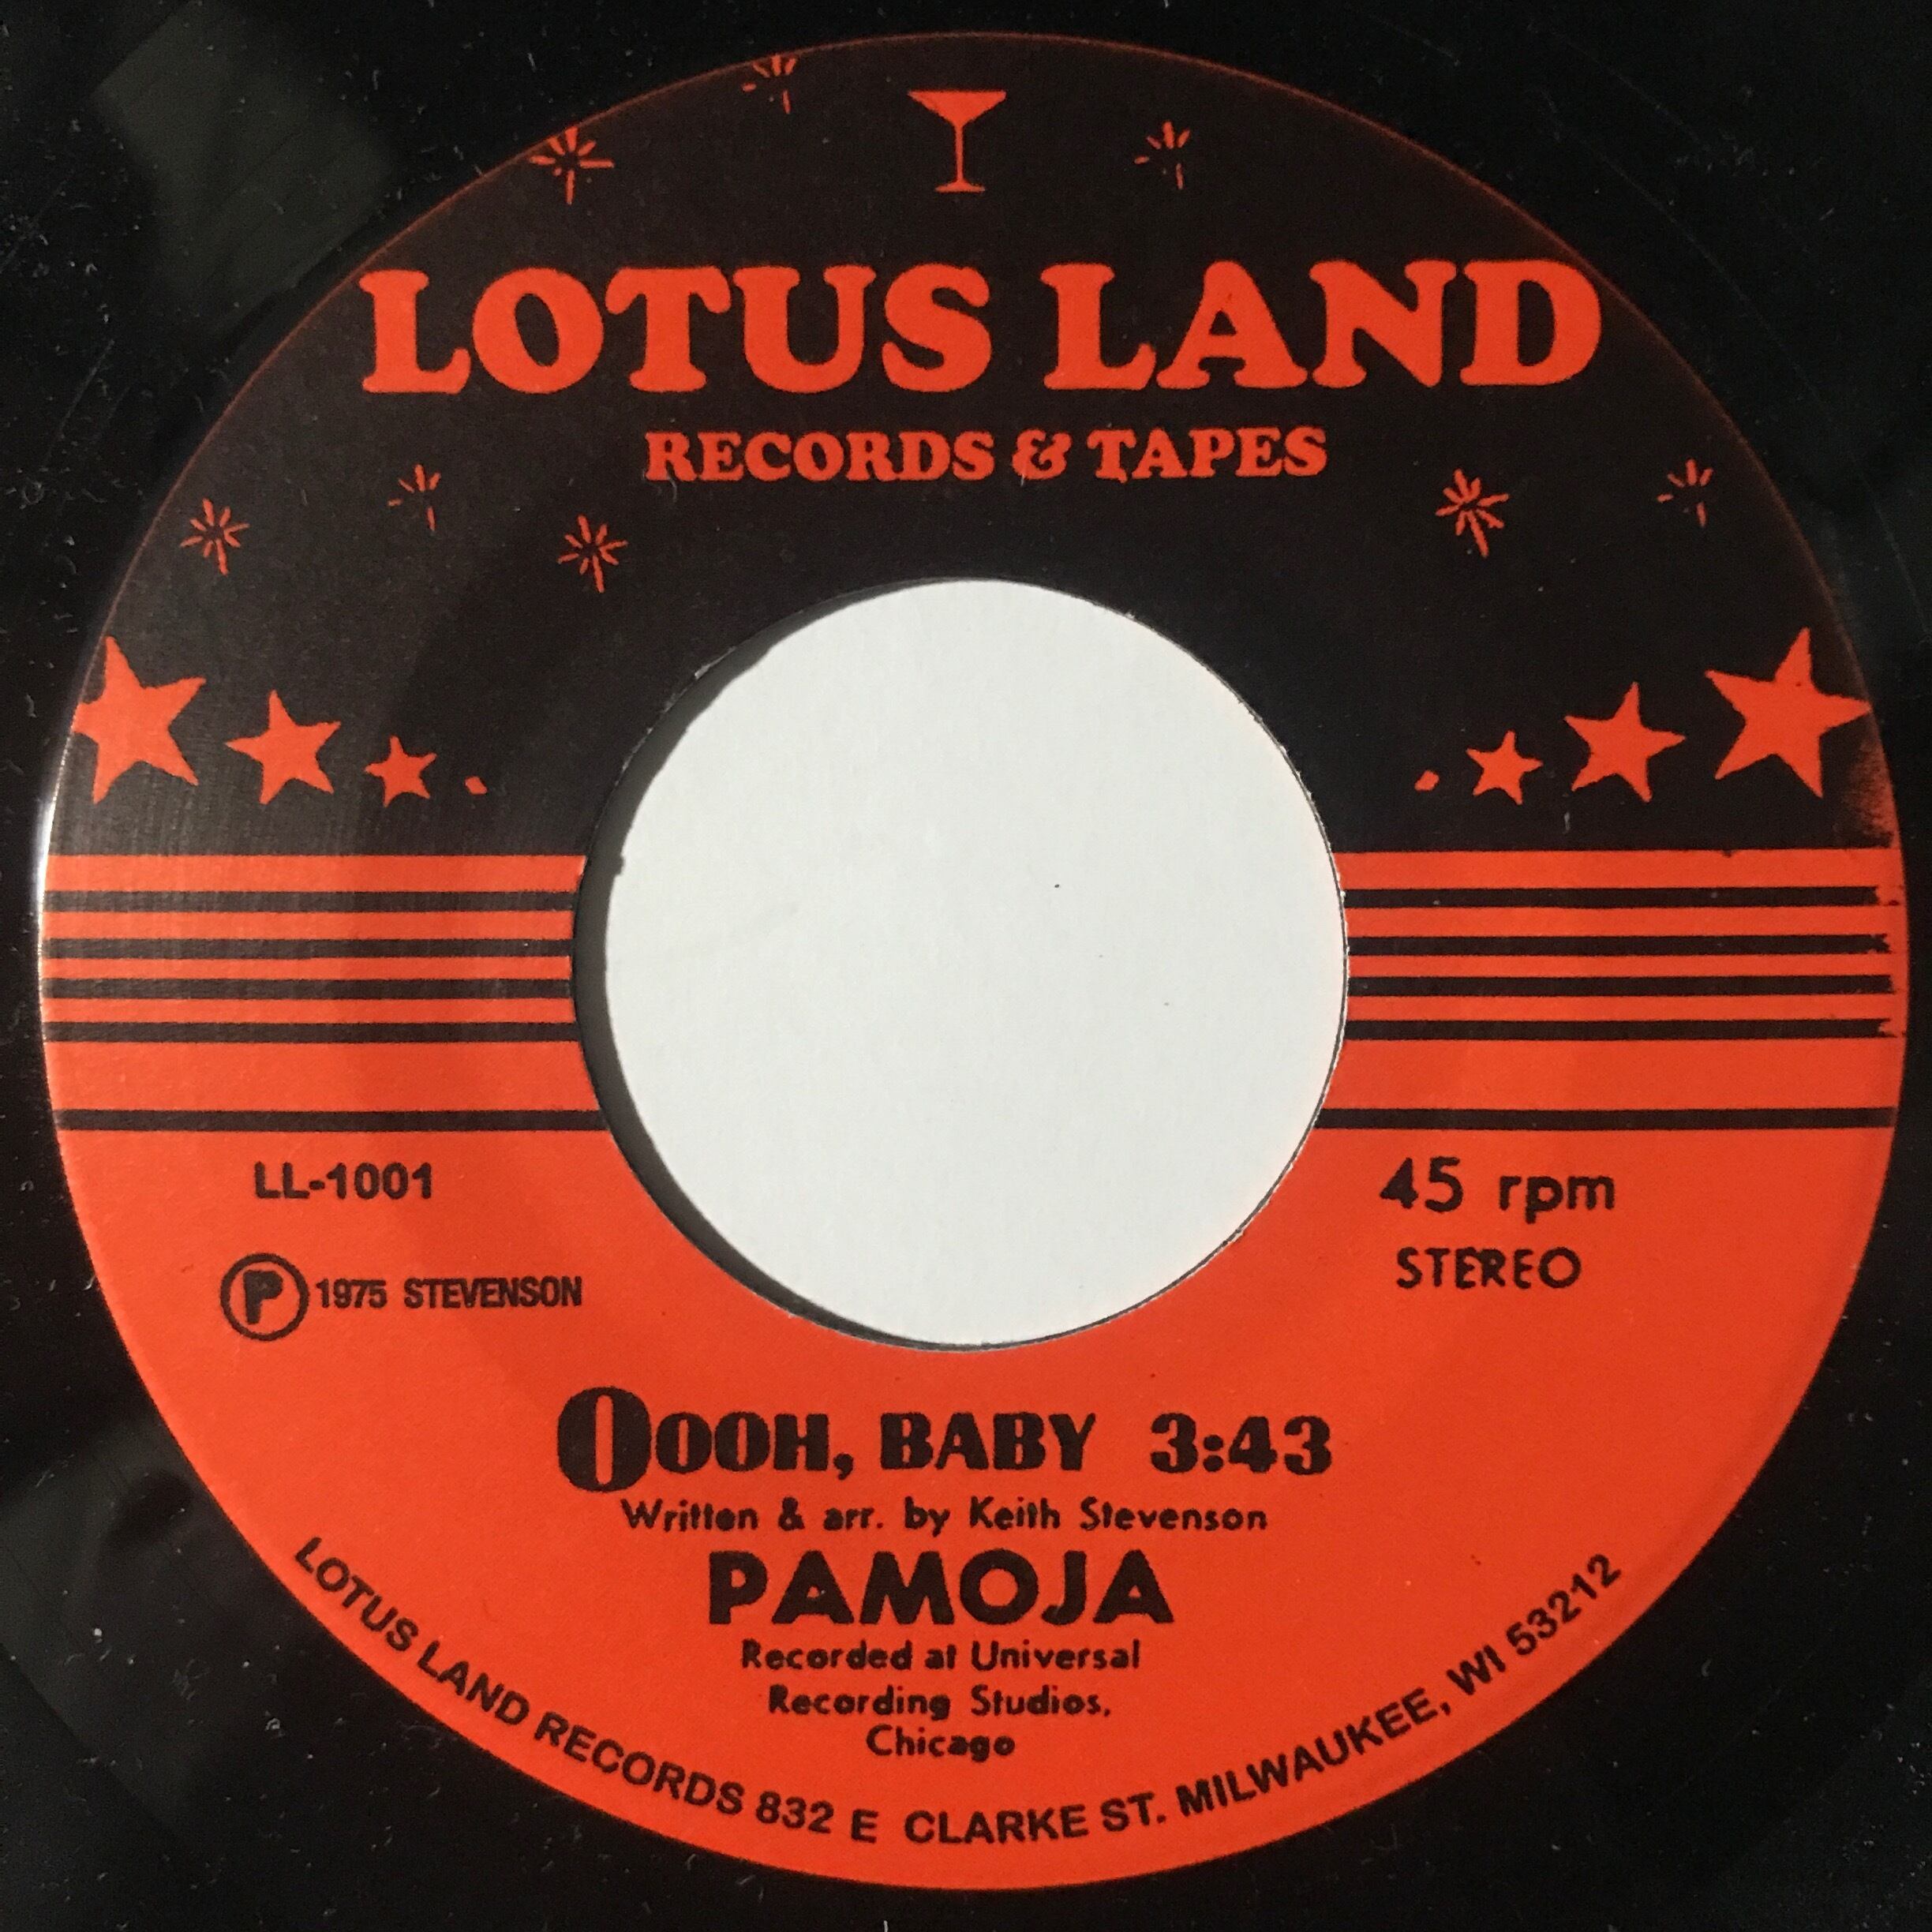 LOTUS LAND
RECORDS & TAPES
LL-1001
Ⓟ 1975 STEVENSON
45 rpm
STEREO
OOOH, BABY 3:43
Written & arr. by Keith Stevenson
PAMOJA
Recorded at Universal
Recording Studios,
Chicago
LOTUS LAND RECORDS 832 E CLARKE ST. MILWAUKEE, WI 53212